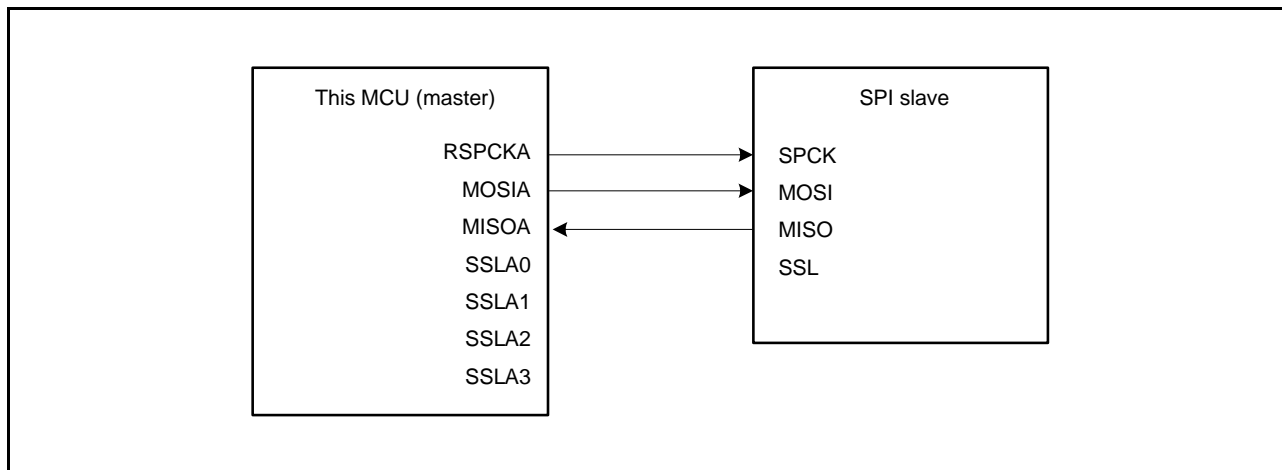 This MCU (master)
RSPCKA
MOSIA
MISOA
SSLA0
SSLA1
SSLA2
SSLA3
SPI slave
SPCK
MOSI
MISO
SSL